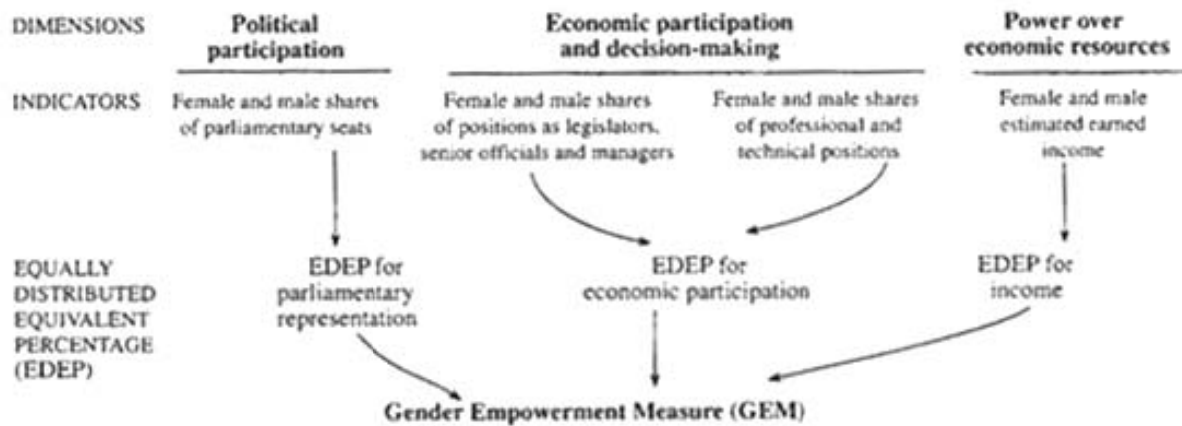 DIMENSIONS
Political
participation
Economic participation
and decision-making
Power over
economic resources
INDICATORS
Female and male shares
of parliamentary seats
Female and male shares
of positions as legislators,
senior officials and managers
Female and male shares
of professional and
technical positions
Female and male
estimated earned
income
EQUALLY
DISTRIBUTED
EQUIVALENT
PERCENTAGE
(EDEP)
EDEP for
parliamentary
representation
EDEP for
economic participation
EDEP for
income
Gender Empowerment Measure (GEM)